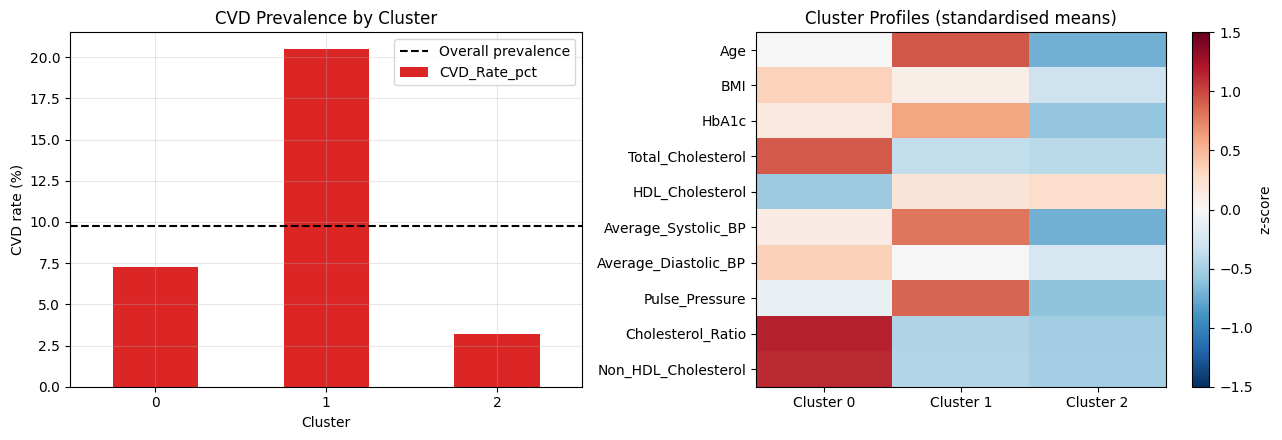 CVD Prevalence by Cluster
CVD rate (%)
20.0
17.5
15.0
12.5
10.0
7.5
5.0
2.5
0.0
Overall prevalence
CVD_Rate_pct
0 1 2
Cluster
Cluster Profiles (standardised means)
Age
BMI
HbA1c
Total_Cholesterol
HDL_Cholesterol
Average_Systolic_BP
Average_Diastolic_BP
Pulse_Pressure
Cholesterol_Ratio
Non_HDL_Cholesterol
Cluster 0 Cluster 1 Cluster 2
1.5
1.0
0.5
0.0
−0.5
−1.0
−1.5
z-score